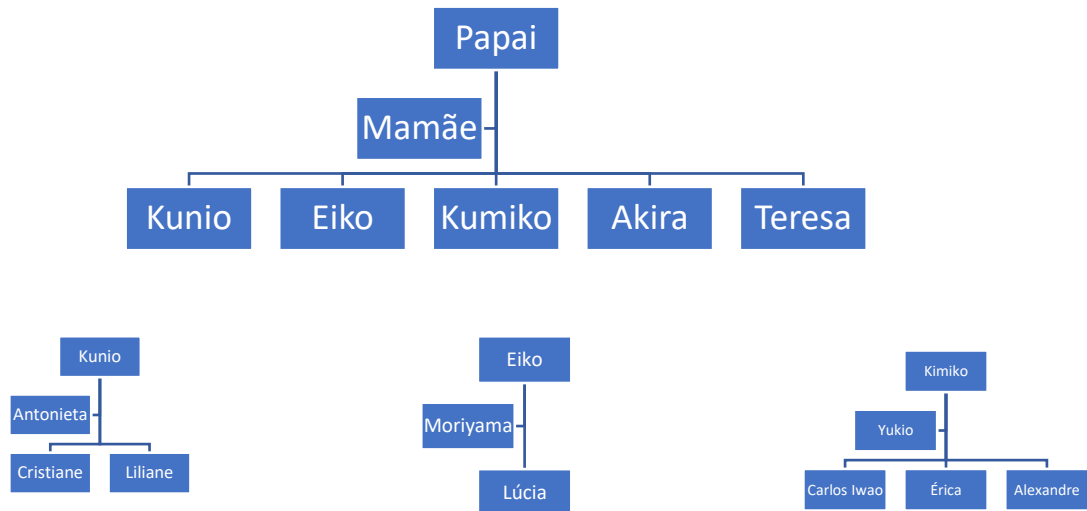 Papai
Mamãe
Kunio
Eiko
Kumiko
Akira
Teresa
Kunio
Antonieta
Cristiane
Liliane
Eiko
Moriyama
Lúcia
Kimiko
Yukio
Carlos Iwao
Érica
Alexandre